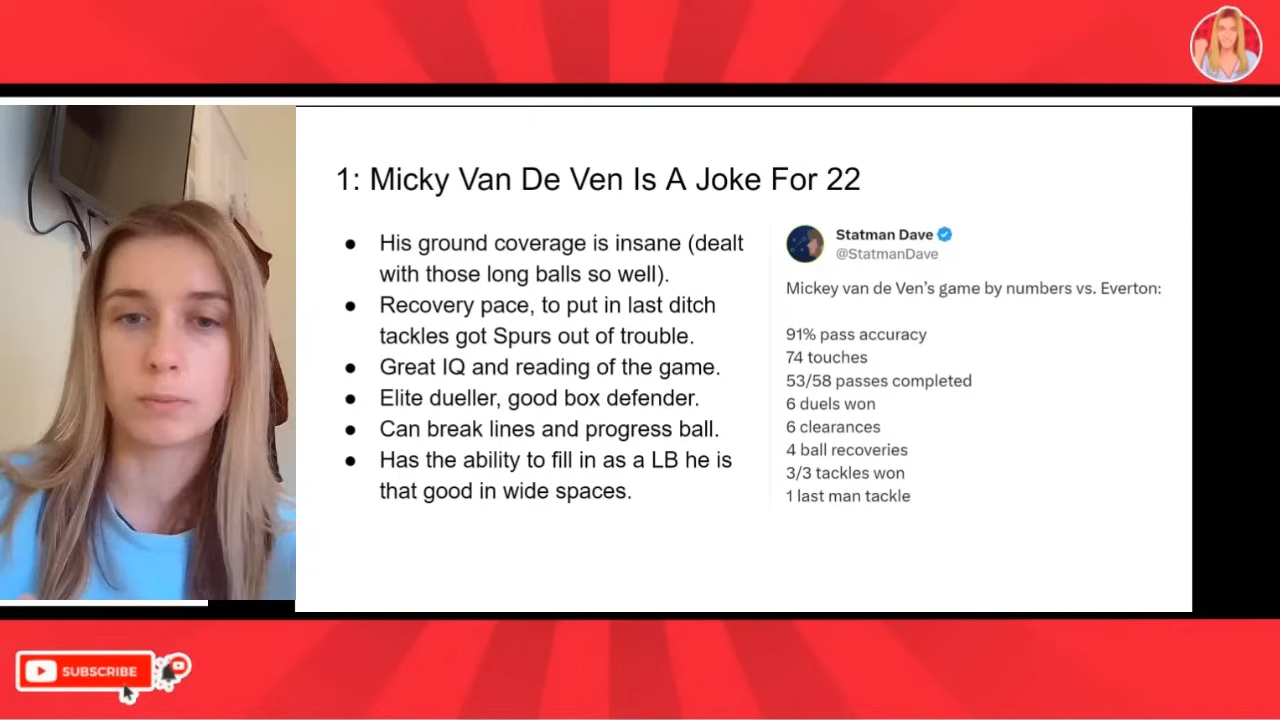 1: Micky Van De Ven Is A Joke For 22
● His ground coverage is insane (dealt
with those long balls so well).
● Recovery pace, to put in last ditch
tackles got Spurs out of trouble.
● Great IQ and reading of the game.
● Elite dueller, good box defender.
● Can break lines and progress ball.
● Has the ability to fill in as a LB he is
that good in wide spaces.
Statman Dave
@StatmanDave
Mickey van de Ven's game by numbers vs. Everton:
91% pass accuracy
74 touches
53/58 passes completed
6 duels won
6 clearances
4 ball recoveries
3/3 tackles won
1 last man tackle
SUBSCRIBE